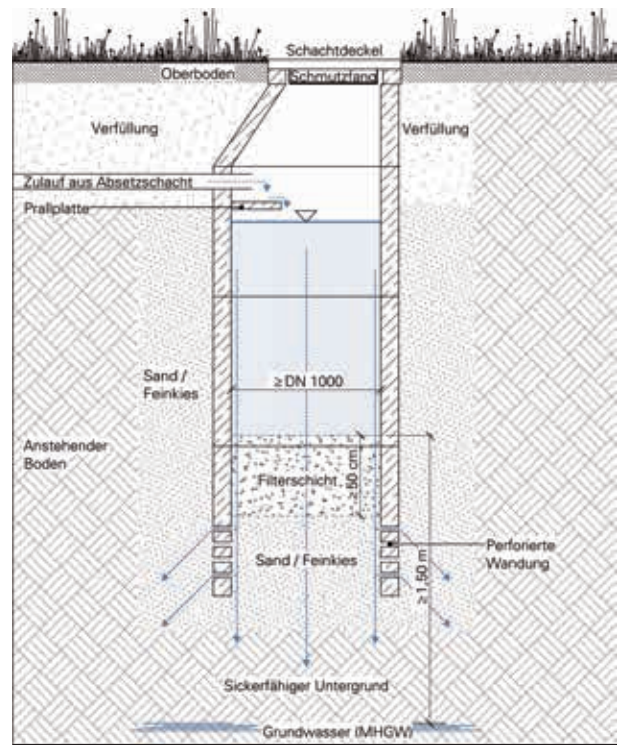 Schachtdeckel
Oberboden
Schmutzfang
Verfüllung
Verfüllung
Zulauf aus Absetzschacht
Prallplatte
Sand /
Feinkies
≥ DN 1000
Anstehender
Boden
Filterschicht
≥ 50 cm
Sand / Feinkies
Perforierte
Wandung
≥ 1,50 m
Sickerfähiger Untergrund
Grundwasser (MHGW)